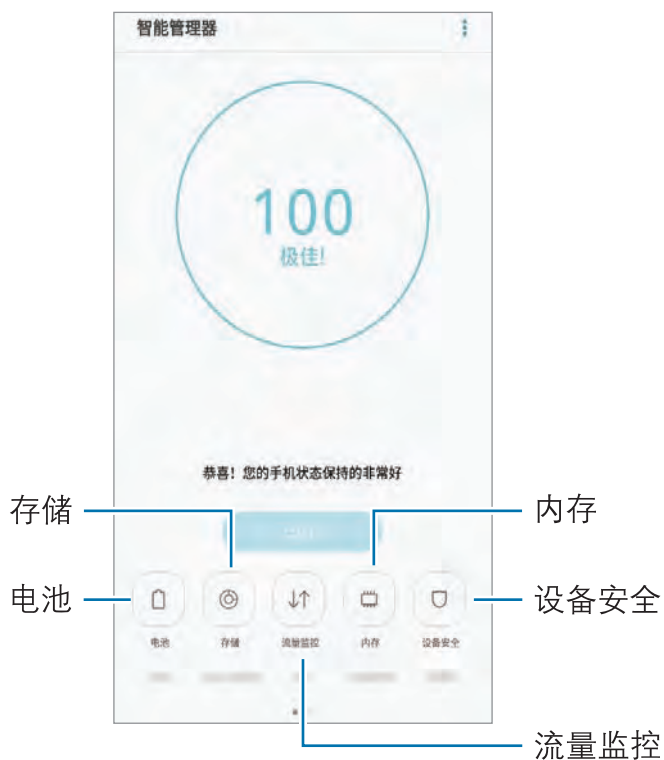 智能管理器
100
极佳!
恭喜！您的手机状态保持的非常好
存储
内存
电池
设备安全
电池 存储 流量监控 内存 设备安全
流量监控